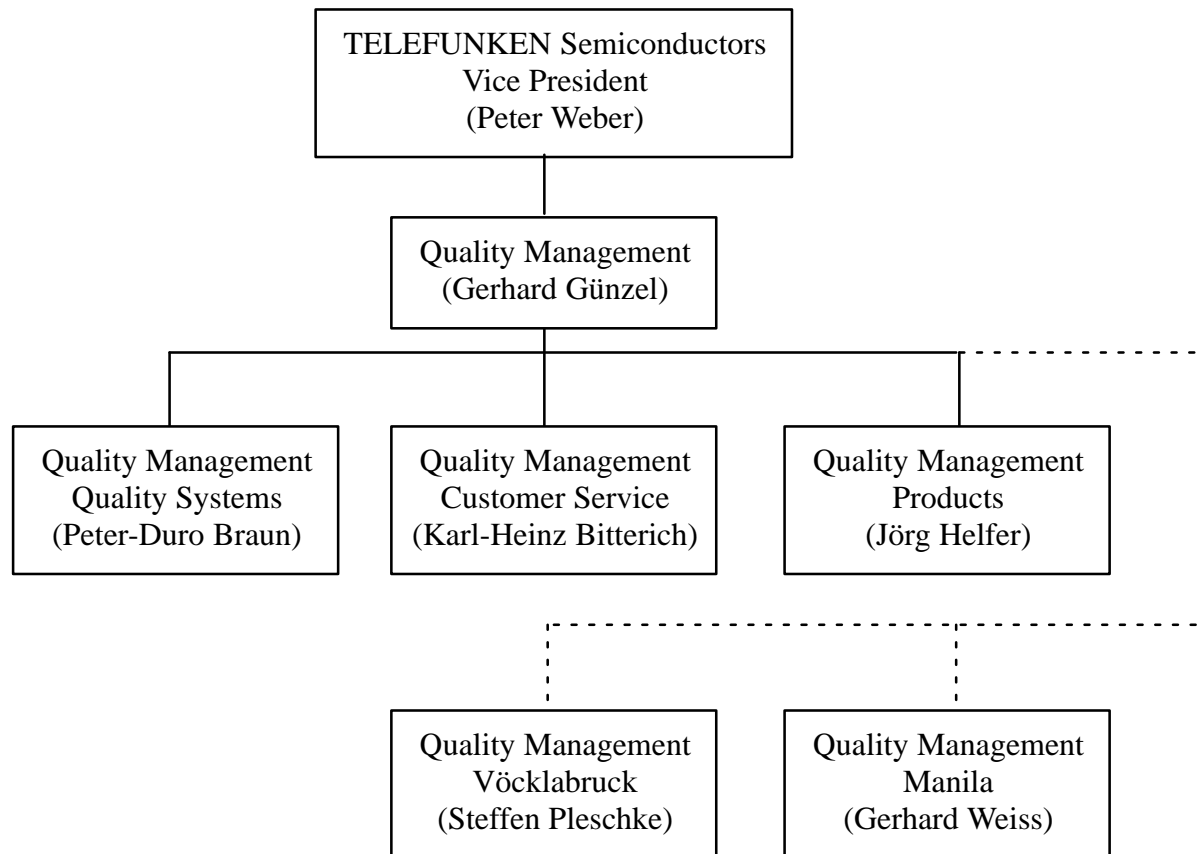 TELEFUNKEN Semiconductors
Vice President
(Peter Weber)
Quality Management
(Gerhard Günzel)
Quality Management
Quality Systems
(Peter-Duro Braun)
Quality Management
Customer Service
(Karl-Heinz Bitterich)
Quality Management
Products
(Jörg Helfer)
Quality Management
Vöcklabruck
(Steffen Pleschke)
Quality Management
Manila
(Gerhard Weiss)